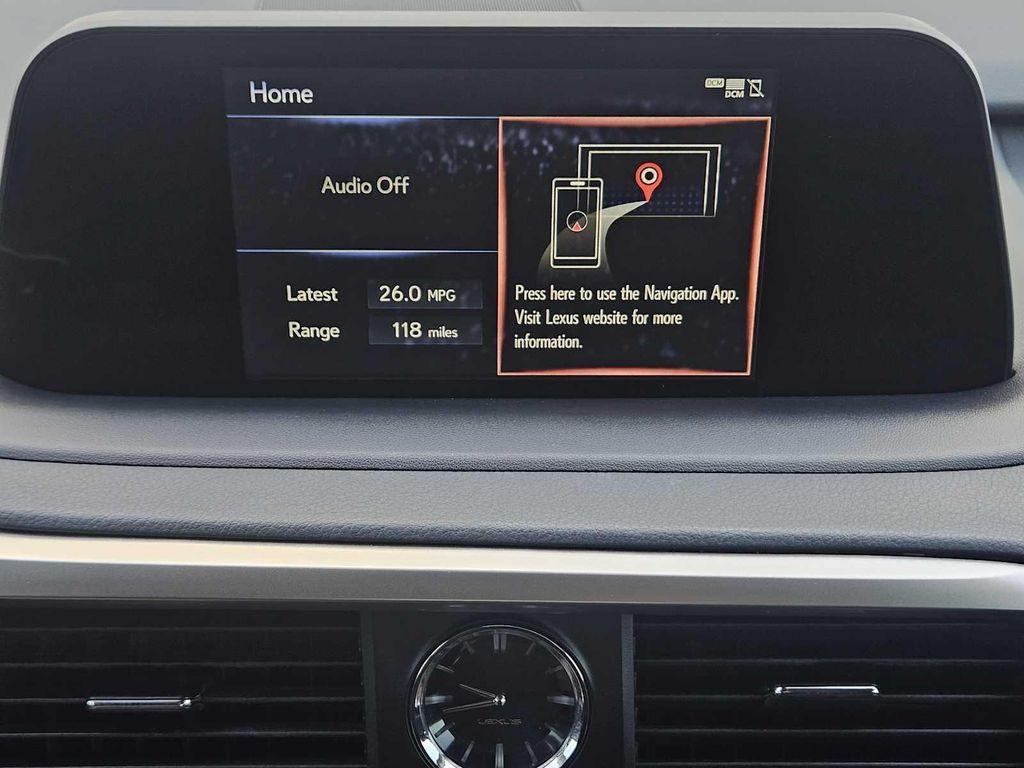 Home
DCM
DCM
Audio Off
Latest 26.0 MPG
Range 118 miles
Press here to use the Navigation App.
Visit Lexus website for more
information.
LEXUS